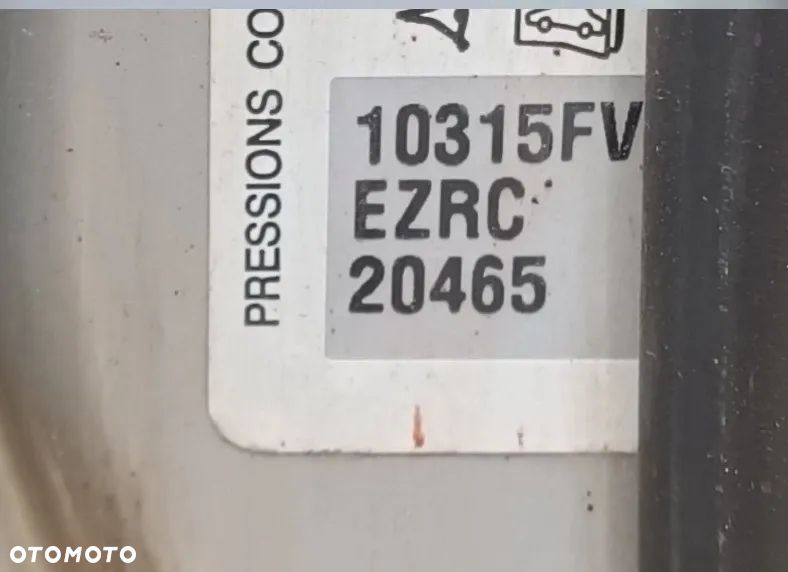 PRESSIONS CO
10315FV
EZRC
20465
OTOMOTO